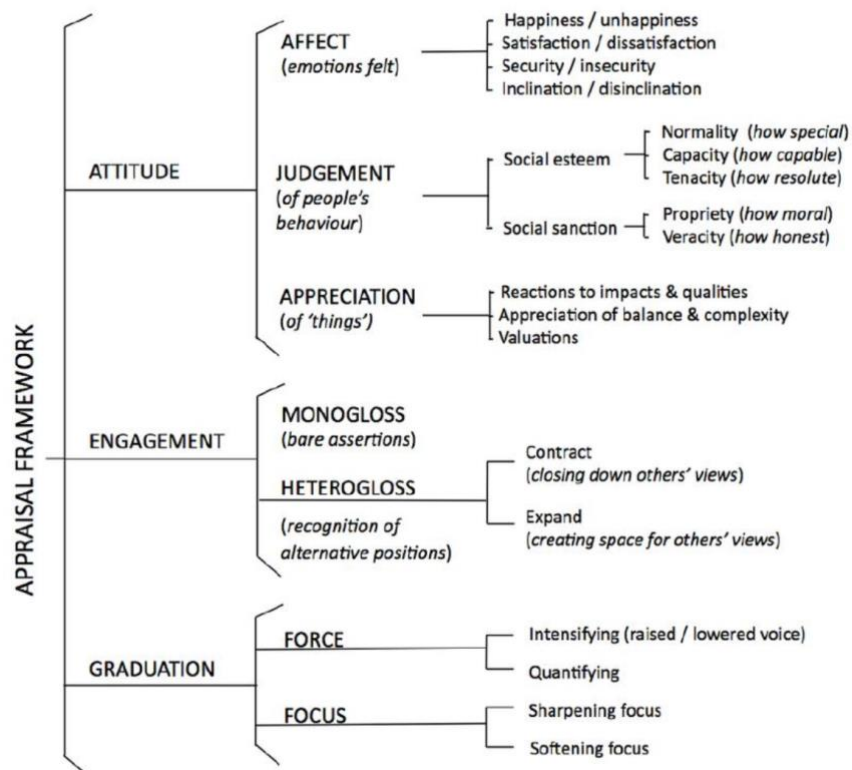 APPRAISAL FRAMEWORK
ATTITUDE
AFFECT
(emotions felt)
Happiness / unhappiness
Satisfaction / dissatisfaction
Security / insecurity
Inclination / disinclination
JUDGEMENT
(of people's
behaviour)
Social esteem
Normality (how special)
Capacity (how capable)
Tenacity (how resolute)
Social sanction
Propriety (how moral)
Veracity (how honest)
APPRECIATION
(of 'things')
Reactions to impacts & qualities
Appreciation of balance & complexity
Valuations
ENGAGEMENT
MONOGLOSS
(bare assertions)
HETEROGLOSS
(recognition of
alternative positions)
Contract
(closing down others' views)
Expand
(creating space for others' views)
GRADUATION
FORCE
Intensifying (raised / lowered voice)
Quantifying
FOCUS
Sharpening focus
Softening focus